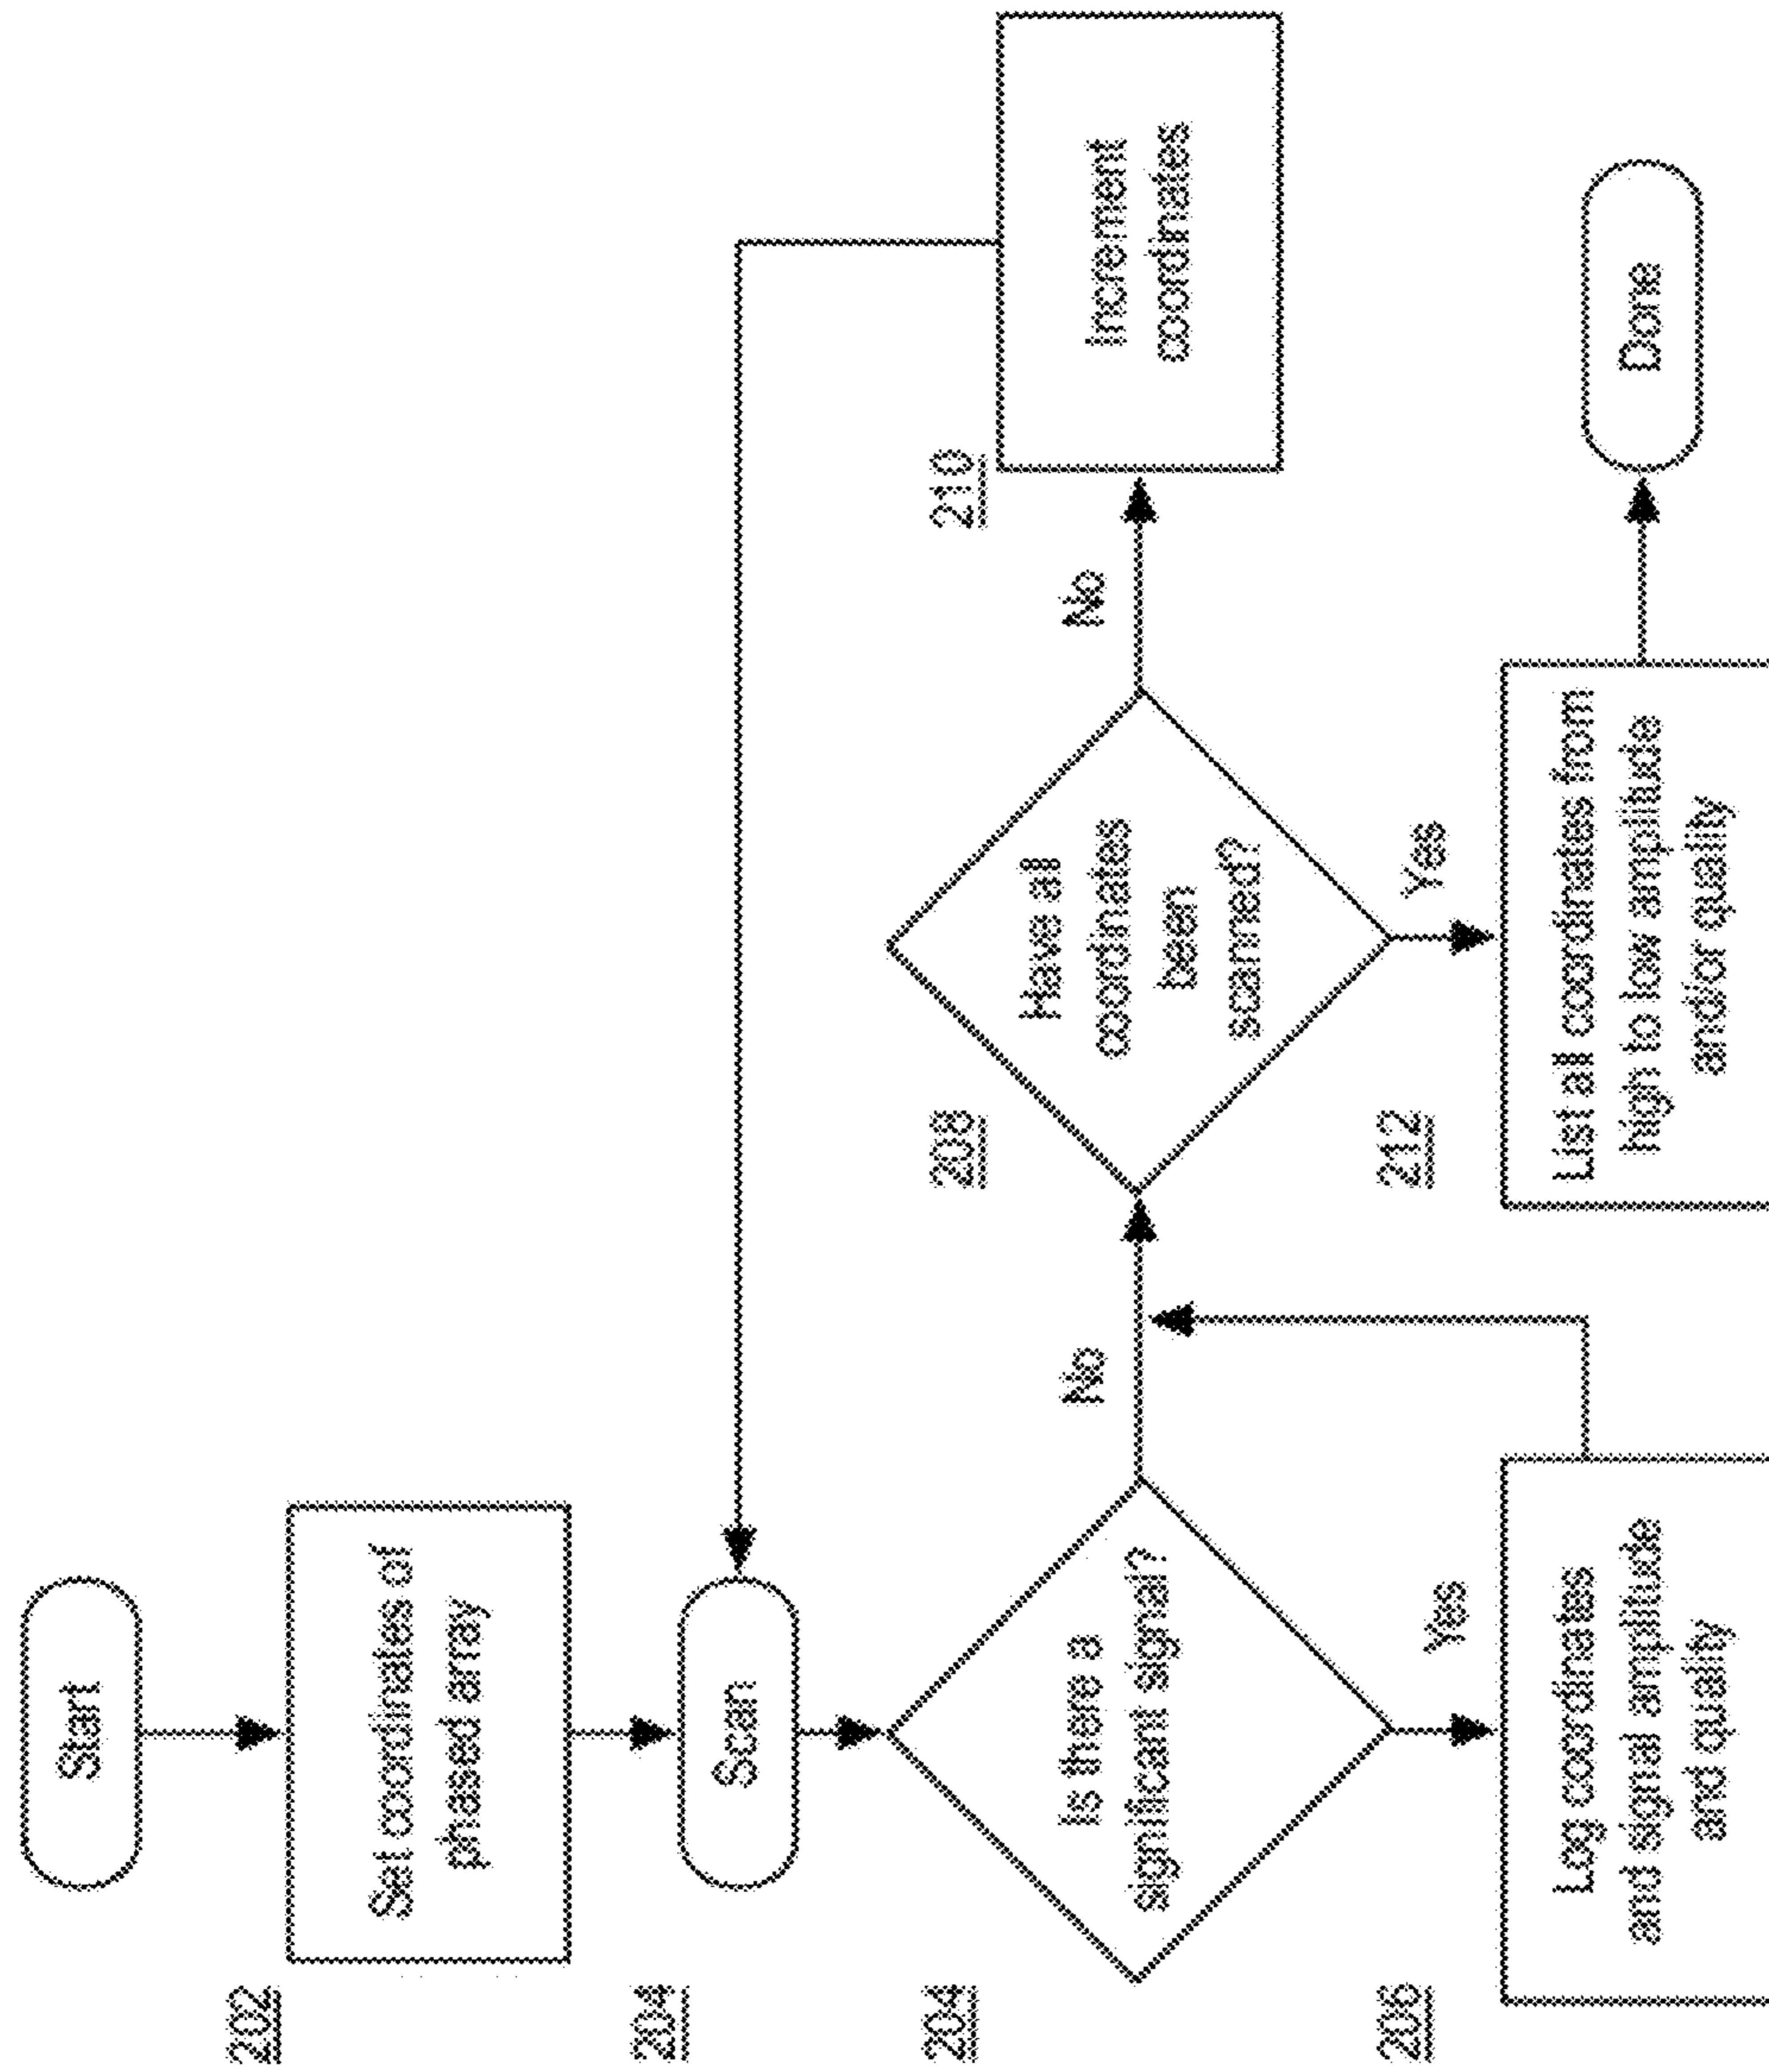 Start
202
Set coordinates of
phased array
204
Scan
204
Is there a
significant signal?
No
208
Have all
coordinates
been
scanned?
No
210
Increment
coordinates
206
Yes
Log coordinates
and signal amplitude
and quality
212
Yes
List all coordinates from
high to low amplitude
and/or quality
Done